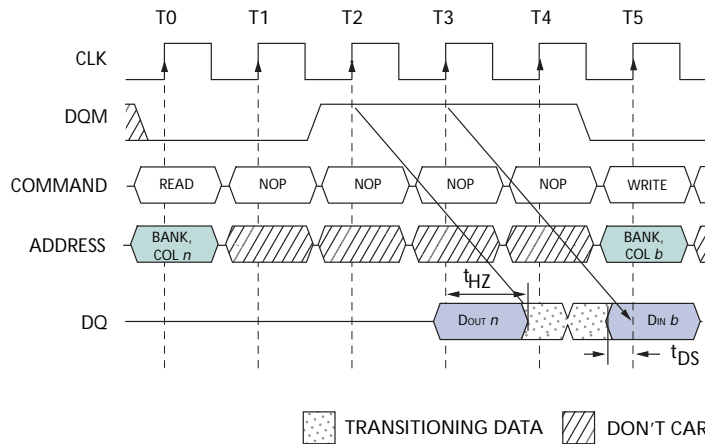 T0 T1 T2 T3 T4 T5
CLK
DQM
COMMAND READ NOP NOP NOP NOP WRITE
ADDRESS BANK, COL n BANK, COL b
tHZ
DQ DOUT n DIN b
tDS
TRANSITIONING DATA DON'T CAR